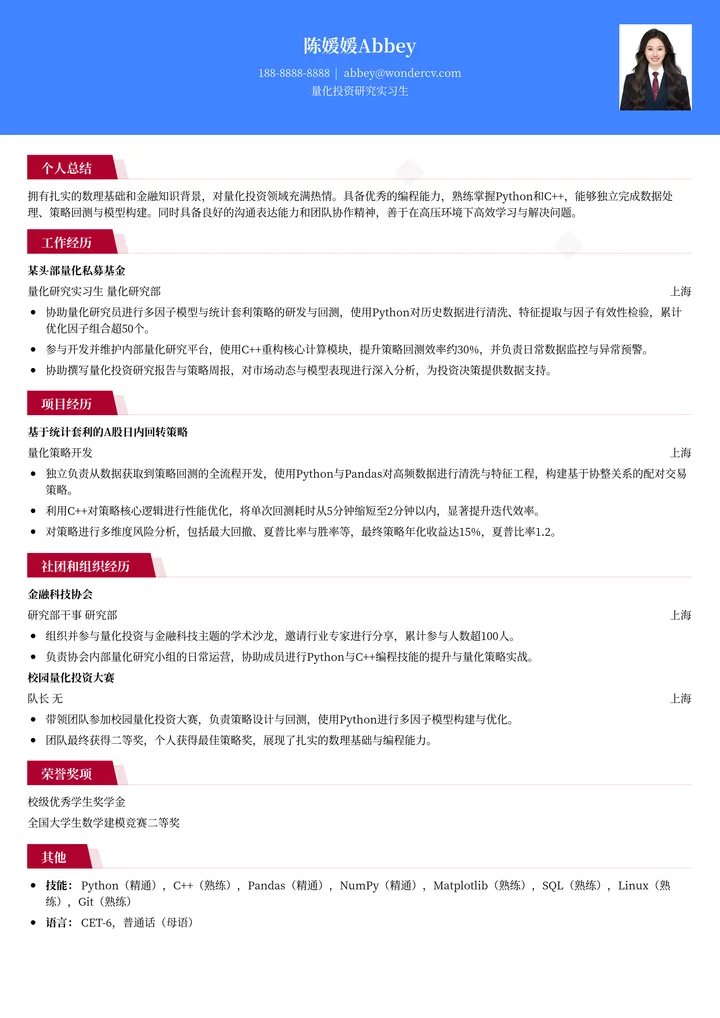 陈媛媛Abbey
188-8888-8888 | abbey@wondercv.com
量化投资研究实习生
个人总结
拥有扎实的数理基础和金融知识背景，对量化投资领域充满热情。具备优秀的编程能力，熟练掌握Python和C++，能够独立完成数据处
理、策略回测与模型构建。同时具备良好的沟通表达能力和团队协作精神，善于在高压环境下高效学习与解决问题。
工作经历
某头部量化私募基金
量化研究实习生 量化研究部 上海
• 协助量化研究员进行多因子模型与统计套利策略的研发与回测，使用Python对历史数据进行清洗、特征提取与因子有效性检验，累计
优化因子组合超50个。
• 参与开发并维护内部量化研究平台，使用C++重构核心计算模块，提升策略回测效率约30%，并负责日常数据监控与异常预警。
• 协助撰写量化投资研究报告与策略周报，对市场动态与模型表现进行深入分析，为投资决策提供数据支持。
项目经历
基于统计套利的A股日内回转策略
量化策略开发 上海
• 独立负责从数据获取到策略回测的全流程开发，使用Python与Pandas对高频数据进行清洗与特征工程，构建基于协整关系的配对交易
策略。
• 利用C++对策略核心逻辑进行性能优化，将单次回测耗时从5分钟缩短至2分钟以内，显著提升迭代效率。
• 对策略进行多维度风险分析，包括最大回撤、夏普比率与胜率等，最终策略年化收益达15%，夏普比率1.2。
社团和组织经历
金融科技协会
研究部干事 研究部 上海
• 组织并参与量化投资与金融科技主题的学术沙龙，邀请行业专家进行分享，累计参与人数超100人。
• 负责协会内部量化研究小组的日常运营，协助成员进行Python与C++编程技能的提升与量化策略实战。
校园量化投资大赛
队长 无 上海
• 带领团队参加校园量化投资大赛，负责策略设计与回测，使用Python进行多因子模型构建与优化。
• 团队最终获得二等奖，个人获得最佳策略奖，展现了扎实的数理基础与编程能力。
荣誉奖项
校级优秀学生奖学金
全国大学生数学建模竞赛二等奖
其他
• 技能： Python（精通）, C++（熟练）, Pandas（精通）, NumPy（精通）, Matplotlib（熟练）, SQL（熟练）, Linux（熟
练）, Git（熟练）
• 语言： CET-6，普通话（母语）